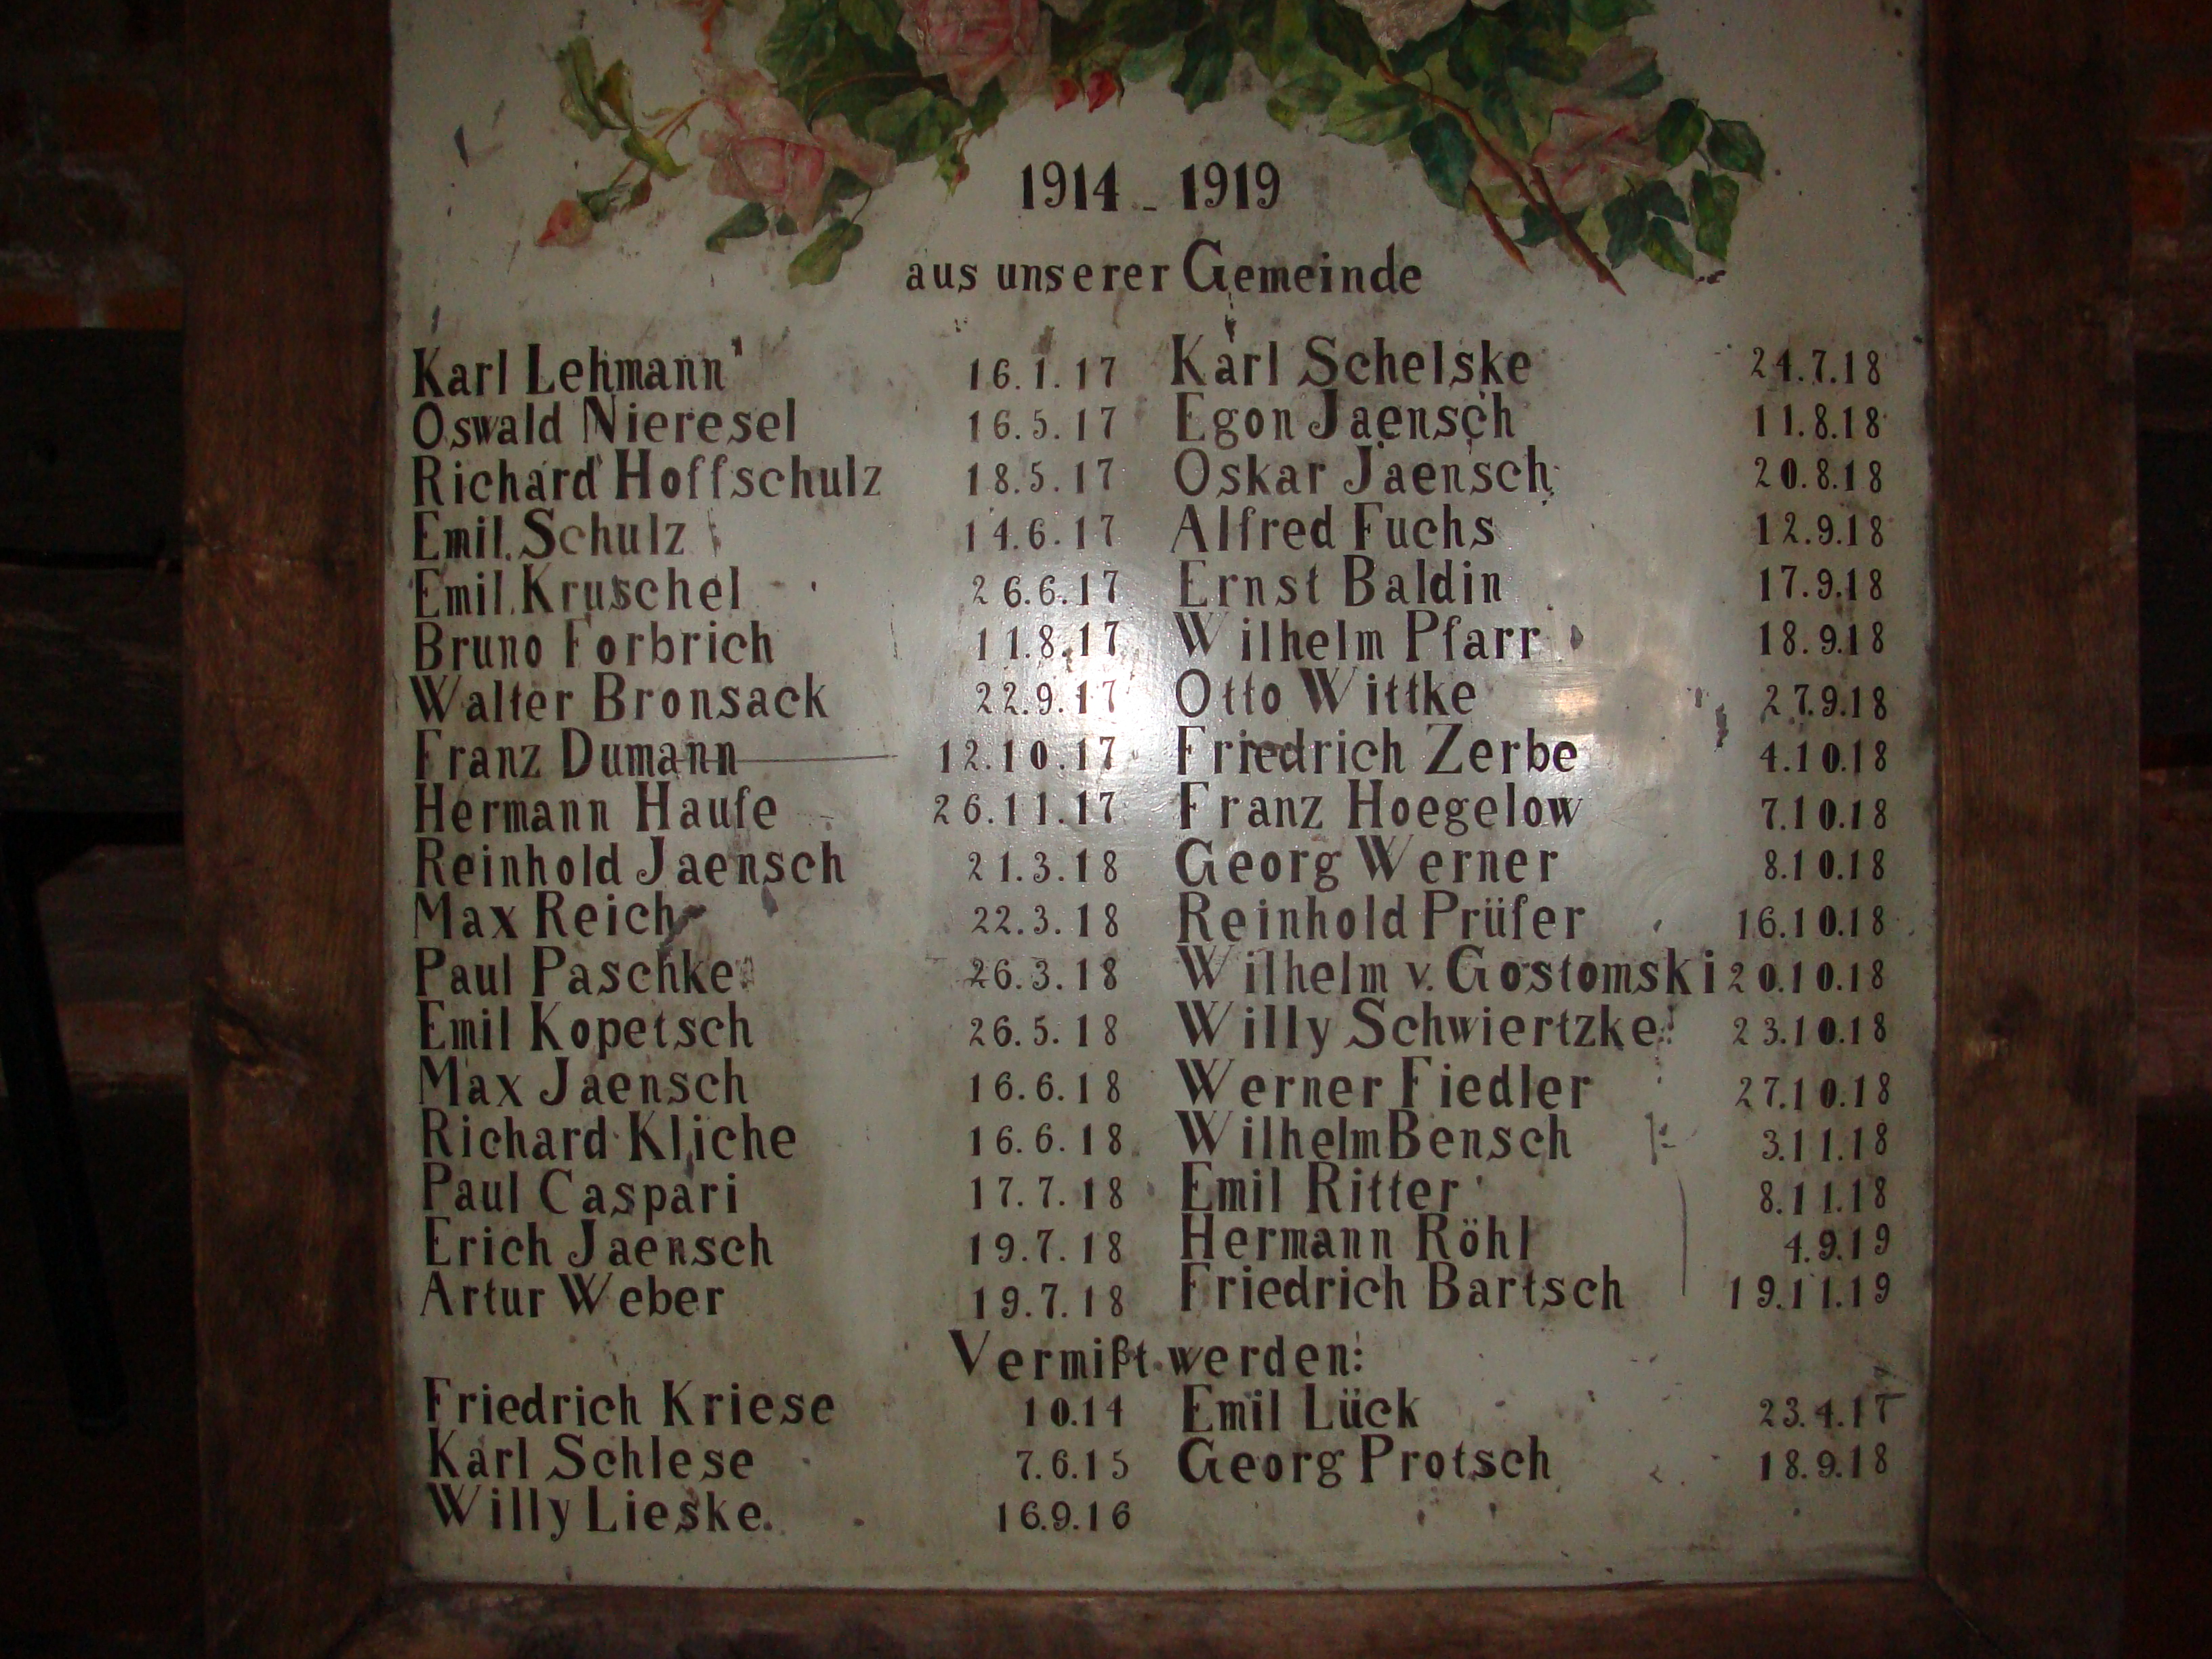 1914 - 1919
aus unserer Gemeinde
Karl Lehmann 16.1.17 Karl Schelske 24.7.18
Oswald Nieresel 16.5.17 Egon Jaensch 11.8.18
Richard Hoffschulz 18.5.17 Oskar Jaensch 20.8.18
Emil Schulz 14.6.17 Alfred Fuchs 12.9.18
Emil Kruschel 26.6.17 Ernst Baldin 17.9.18
Bruno Forbrich 11.8.17 Wilhelm Pfarr 18.9.18
Walter Bronsack 22.9.17 Otto Wittke 27.9.18
Franz Dumann 12.10.17 Friedrich Zerbe 4.10.18
Hermann Haufe 26.11.17 Franz Hoegelow 7.10.18
Reinhold Jaensch 21.3.18 Georg Werner 8.10.18
Max Reich 22.3.18 Reinhold Prüfer 16.10.18
Paul Paschke 26.3.18 Wilhelm v. Gostomski 20.10.18
Emil Kopetsch 26.5.18 Willy Schwiertzke 23.10.18
Max Jaensch 16.6.18 Werner Fiedler 27.10.18
Richard Kliche 16.6.18 Wilhelm Bensch 3.11.18
Paul Caspari 17.7.18 Emil Ritter 8.11.18
Erich Jaensch 19.7.18 Hermann Röhl 4.9.19
Artur Weber 19.7.18 Friedrich Bartsch 19.11.19
Vermißt werden:
Friedrich Kriese 10.14 Emil Lück 23.4.17
Karl Schlese 7.6.15 Georg Protsch 18.9.18
Willy Lieske. 16.9.16